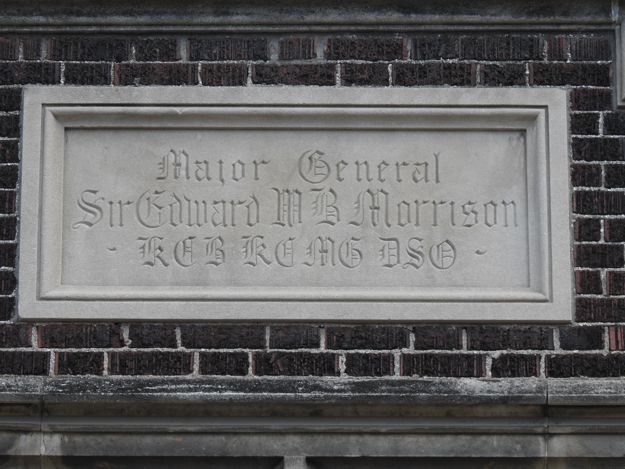 Major General
Sir Edward M B Morrison
- KCB KCMG DSO -